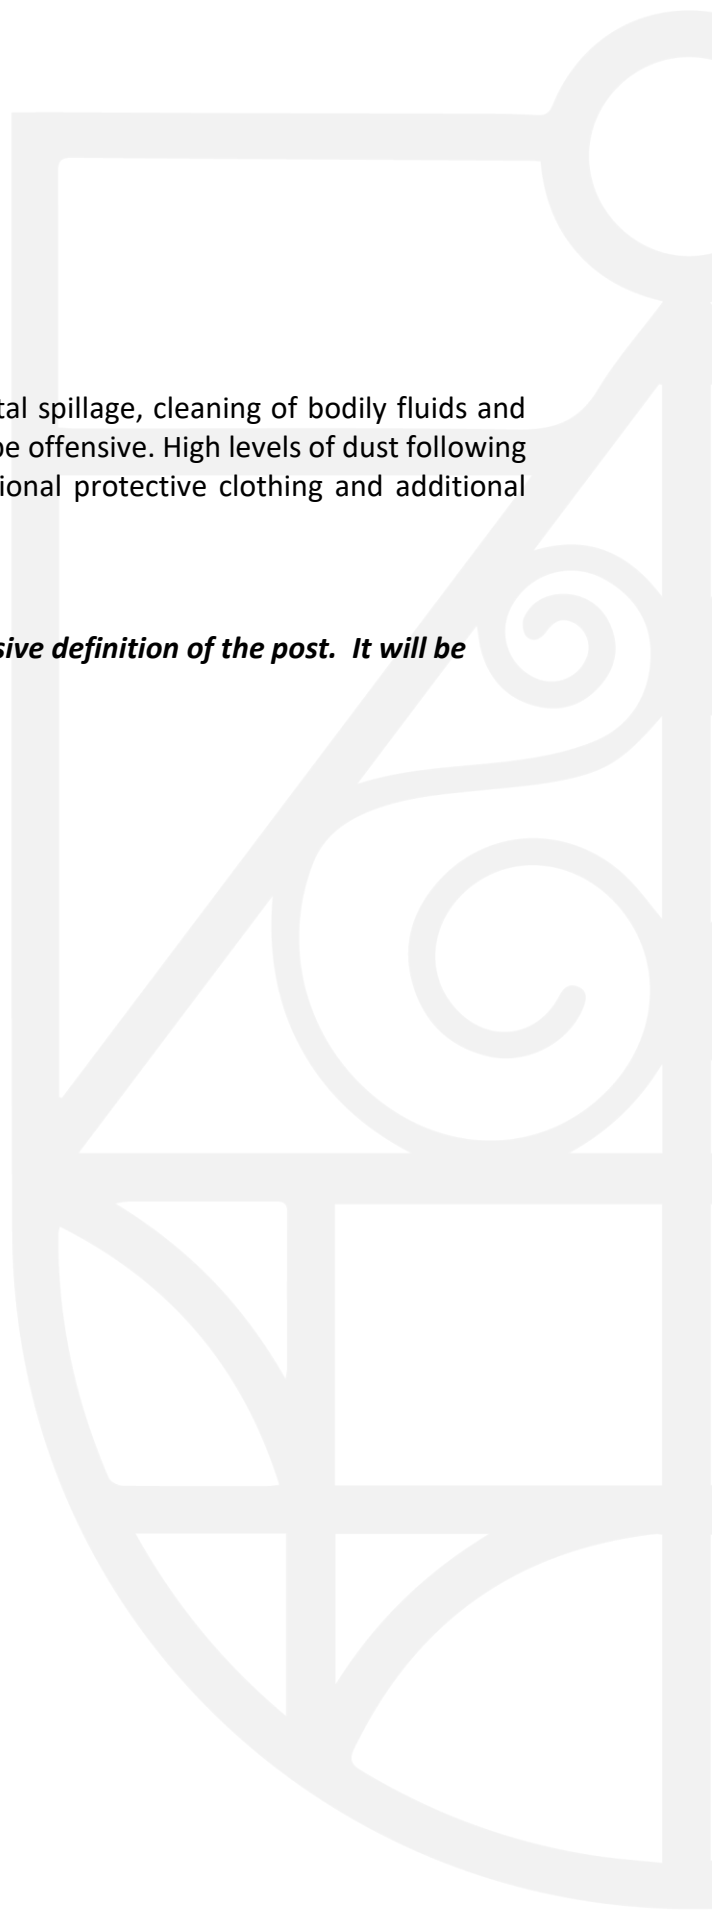 tal spillage, cleaning of bodily fluids and
be offensive. High levels of dust following
ional protective clothing and additional
sive definition of the post.  It will be